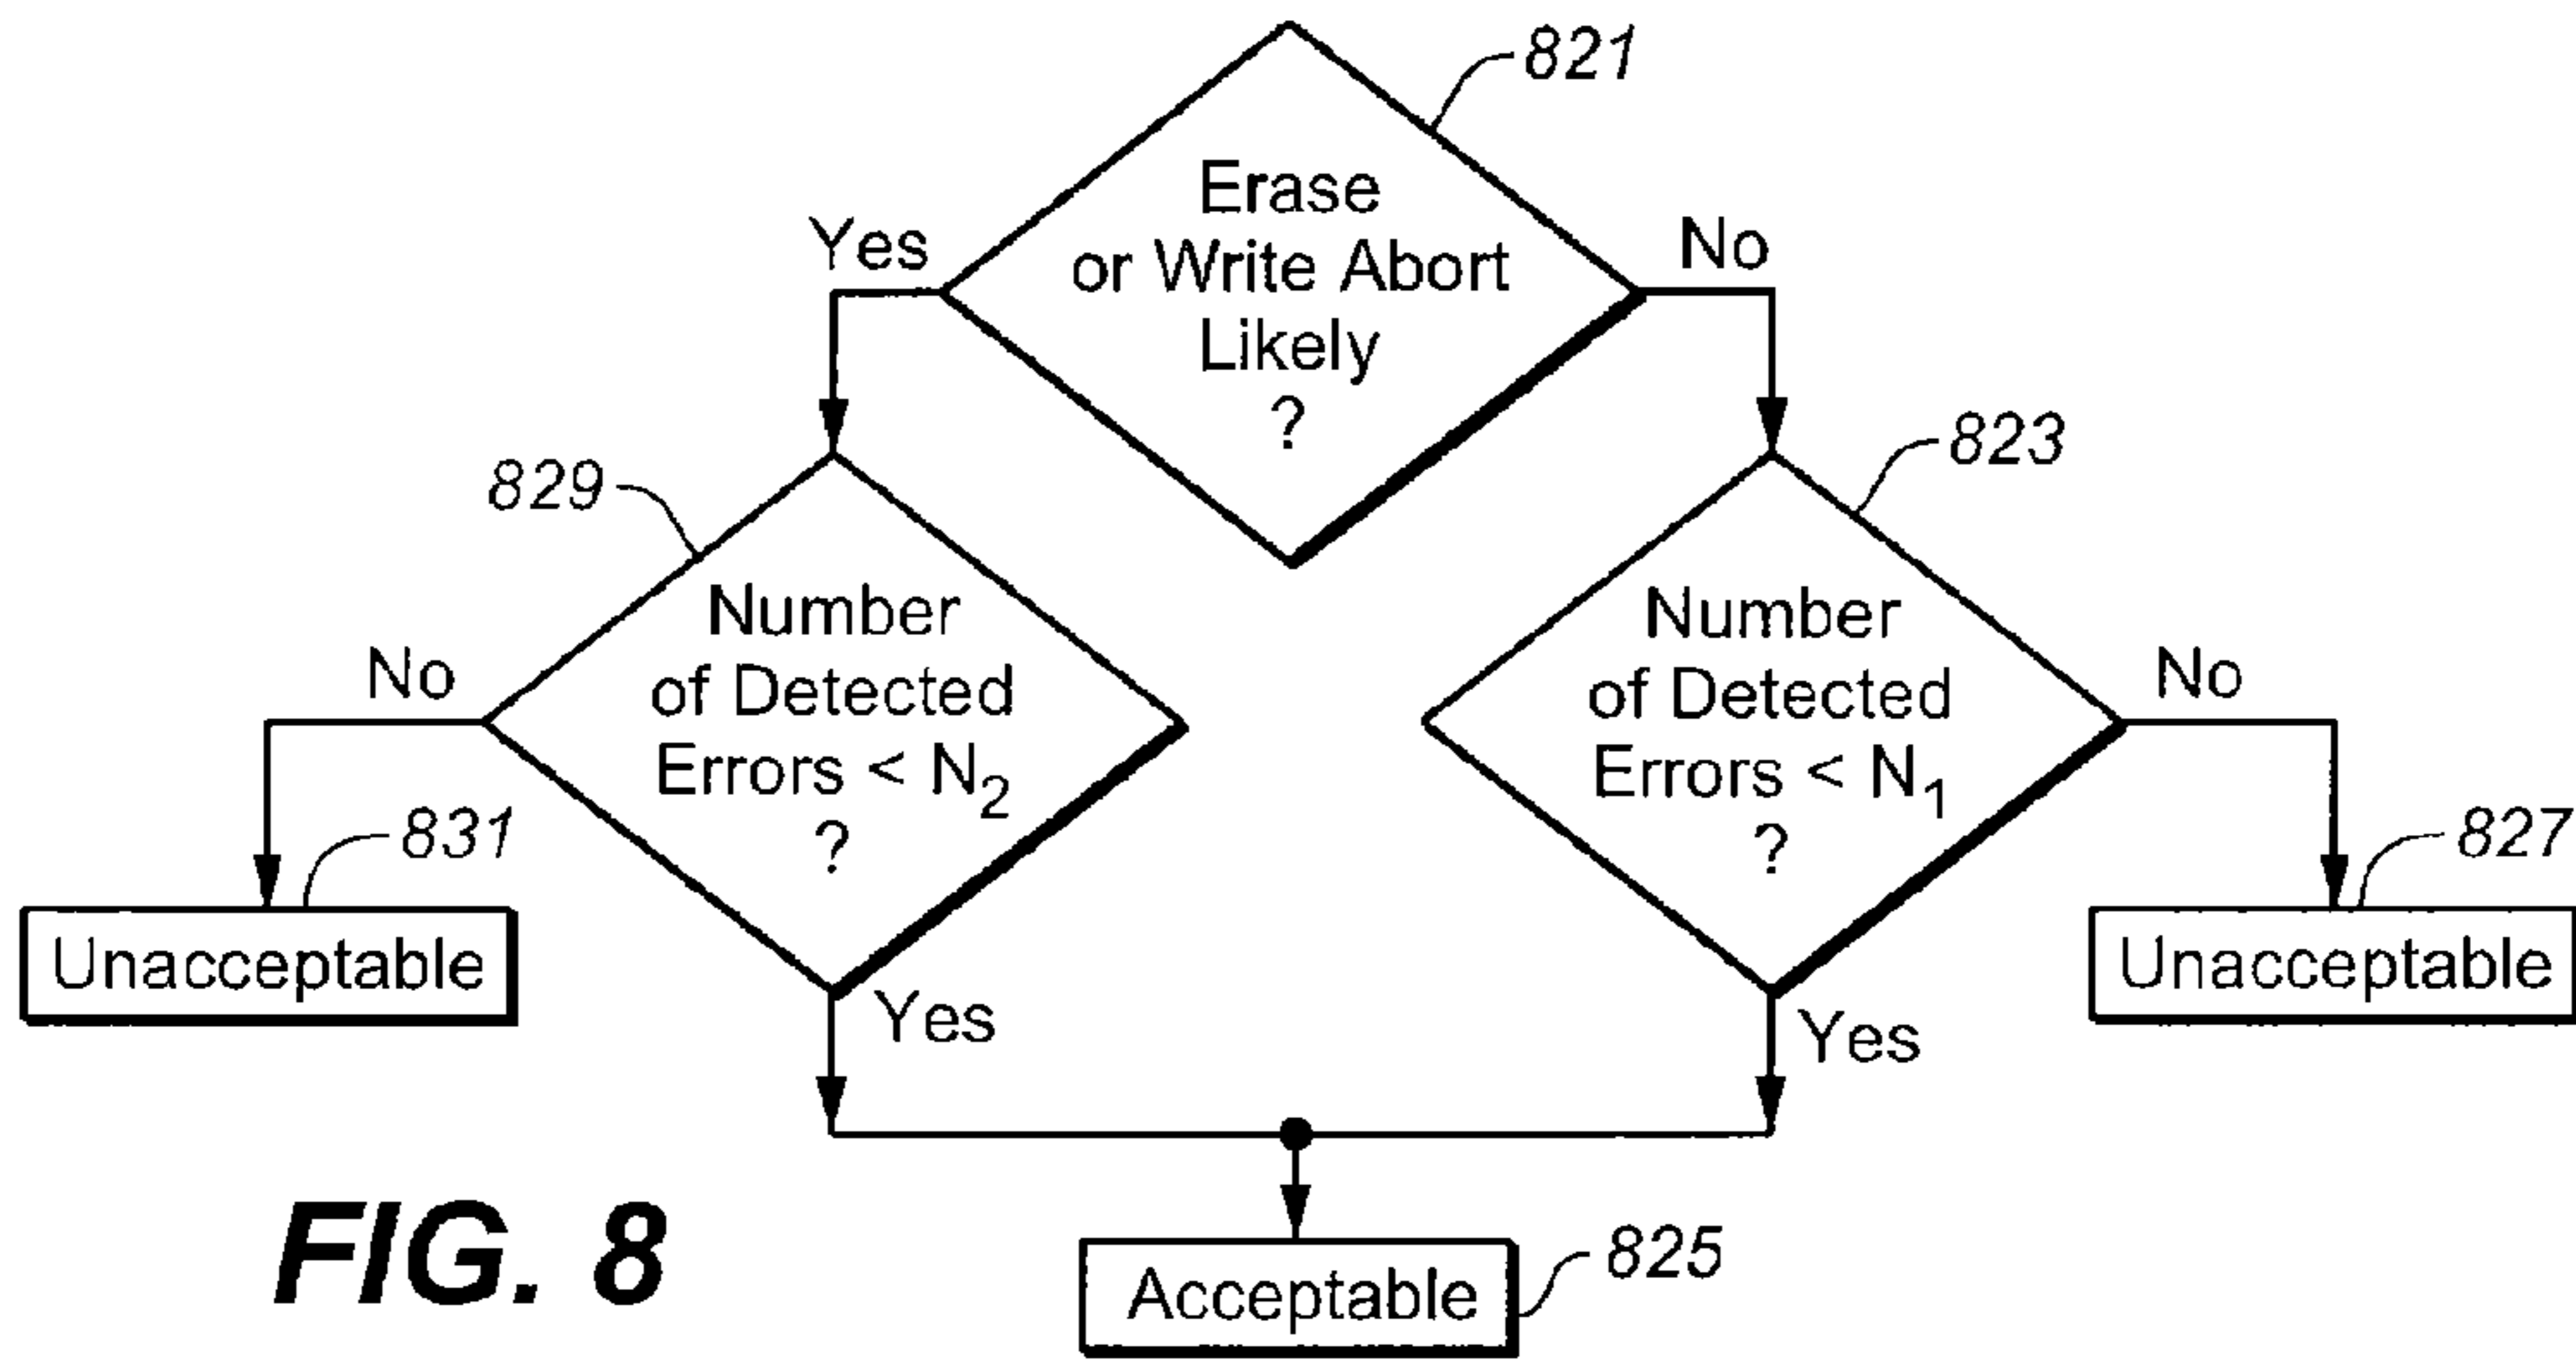 821
Erase
or Write Abort
Likely
?
Yes
No
829
Number
of Detected
Errors < N₂
?
No
Yes
823
Number
of Detected
Errors < N₁
?
No
Yes
831
Unacceptable
827
Unacceptable
Acceptable
825
FIG. 8